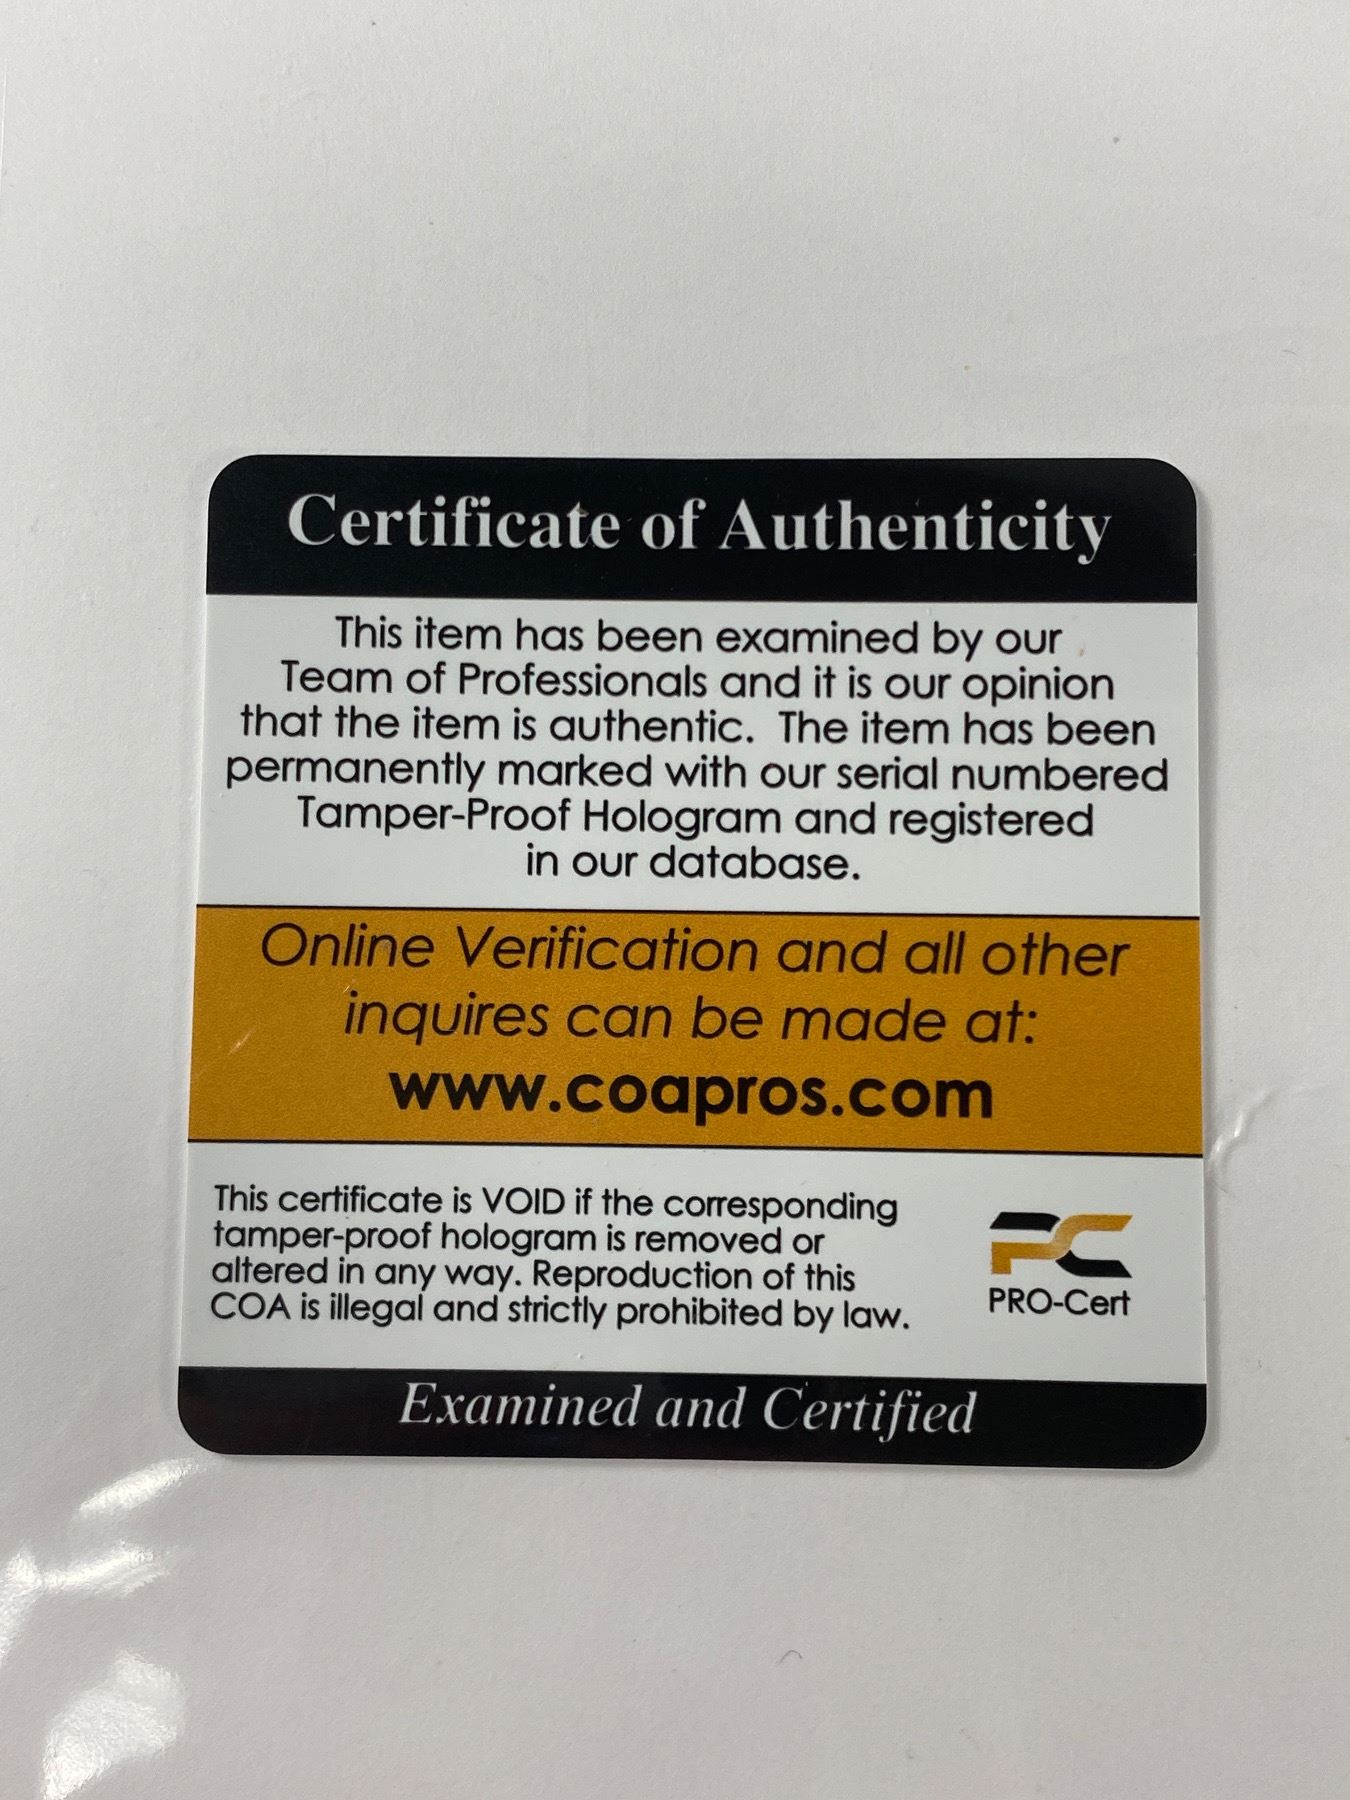 Certificate of Authenticity
This item has been examined by our
Team of Professionals and it is our opinion
that the item is authentic. The item has been
permanently marked with our serial numbered
Tamper-Proof Hologram and registered
in our database.
Online Verification and all other
inquires can be made at:
www.coapros.com
This certificate is VOID if the corresponding
tamper-proof hologram is removed or
altered in any way. Reproduction of this
COA is illegal and strictly prohibited by law.
PC
PRO-Cert
Examined and Certified